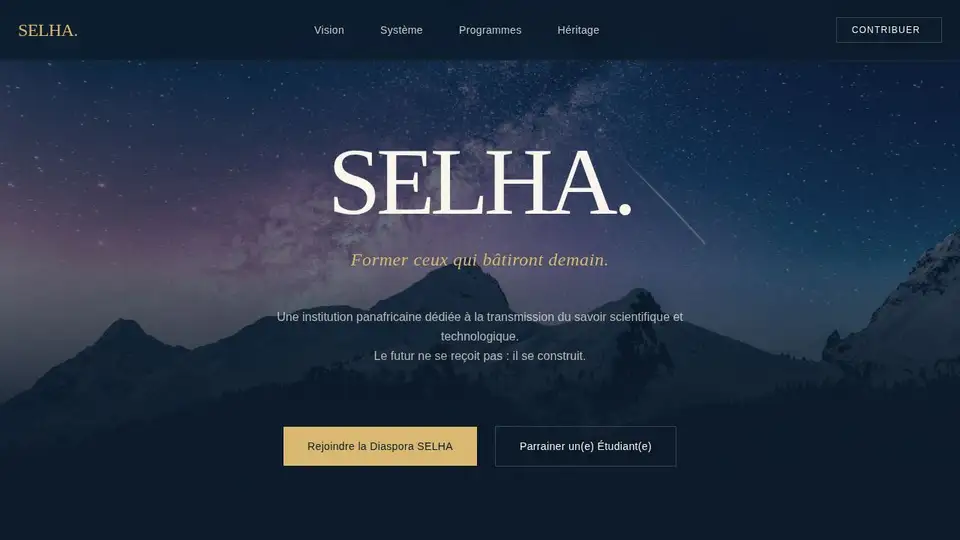 SELHA.
Vision
Système
Programmes
Héritage
CONTRIBUER
SELHA.
Former ceux qui bâtiront demain.
Une institution panafricaine dédiée à la transmission du savoir scientifique et
technologique.
Le futur ne se reçoit pas : il se construit.
Rejoindre la Diaspora SELHA
Parrainer un(e) Étudiant(e)